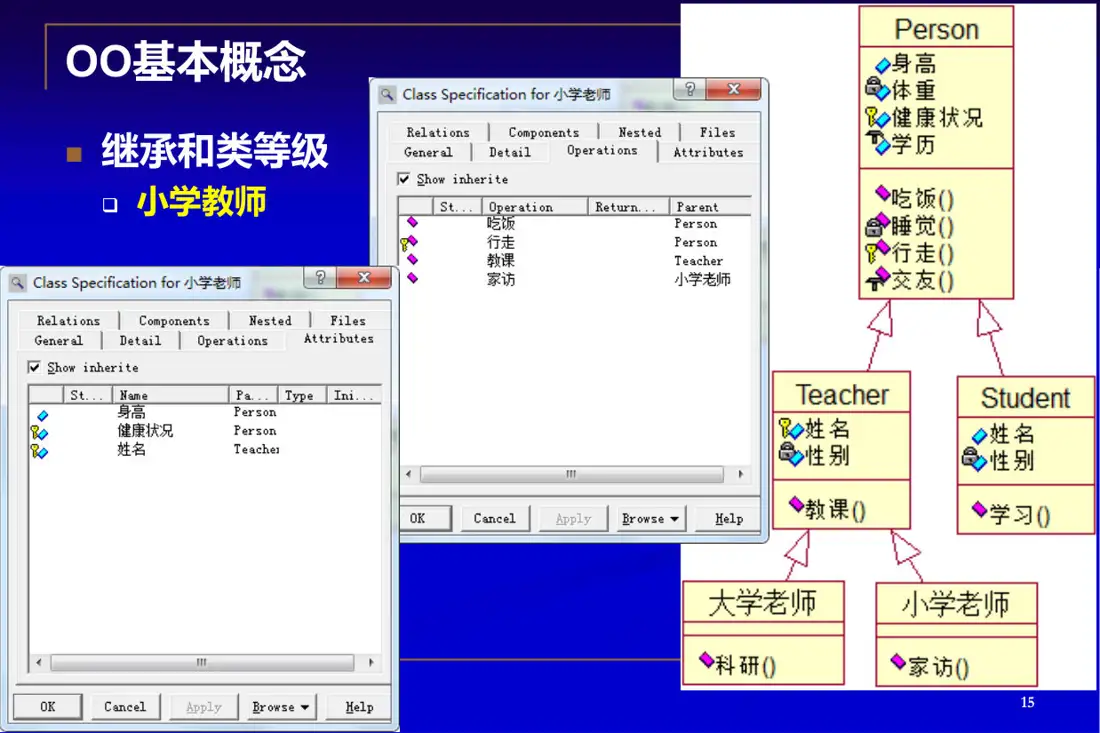 OO基本概念
继承和类等级
小学教师
Class Specification for 小学老师
Relations Components Nested Files
General Detail Operations Attributes
Show inherite
St... Operation Return... Parent
吃饭 Person
行走 Person
教课 Teacher
家访 小学老师
OK Cancel Apply Browse Help
Class Specification for 小学老师
Relations Components Nested Files
General Detail Operations Attributes
Show inherite
St... Name Pa... Type Ini...
身高 Person
健康状况 Person
姓名 Teacher
OK Cancel Apply Browse Help
Person
身高
体重
健康状况
学历
吃饭()
睡觉()
行走()
交友()
Teacher
姓名
性别
教课()
Student
姓名
性别
学习()
大学老师
科研()
小学老师
家访()
15